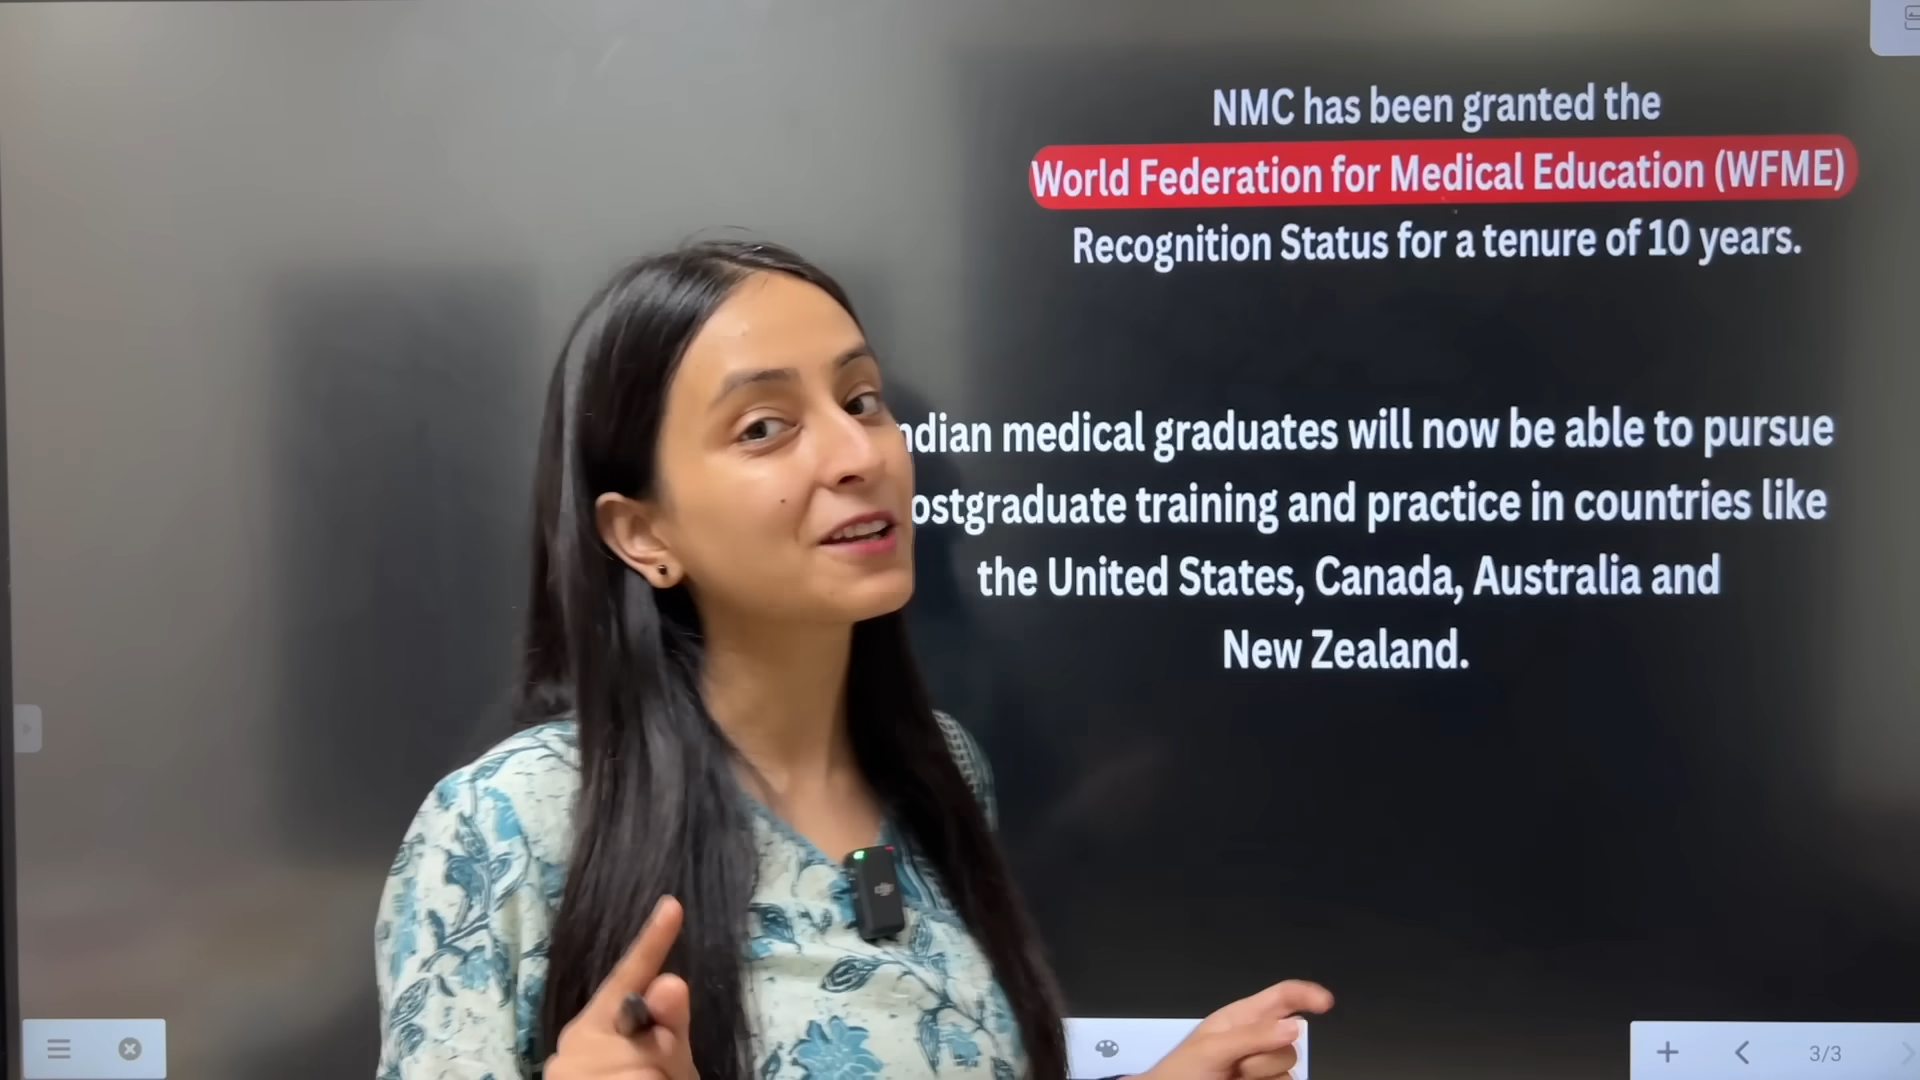 NMC has been granted the
World Federation for Medical Education (WFME)
Recognition Status for a tenure of 10 years.
ndian medical graduates will now be able to pursue
ostgraduate training and practice in countries like
the United States, Canada, Australia and
New Zealand.
3/3